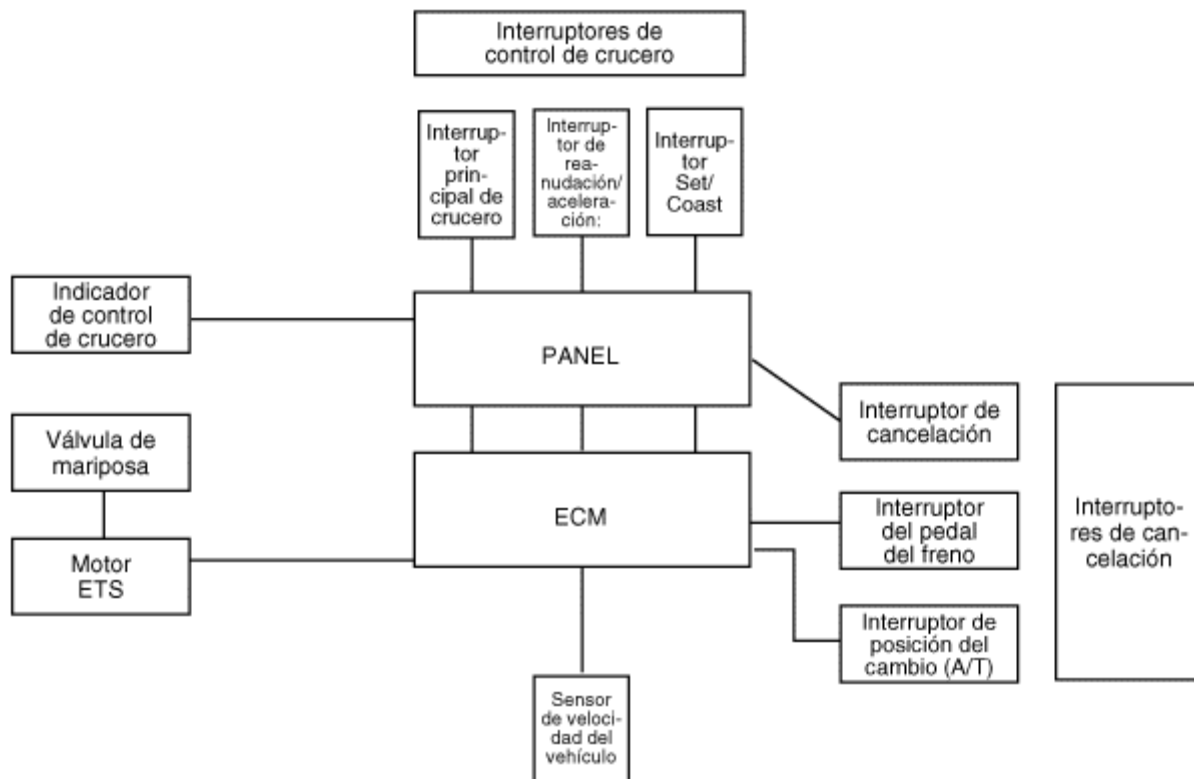 Interruptores de
control de crucero
Interrup-
tor
prin-
cipal de
crucero
Interrup-
tor de
rea-
nudación/
acelera-
ción:
Interrup-
tor
Set/
Coast
Indicador
de control
de crucero
PANEL
Interruptor de
cancelación
Válvula de
mariposa
ECM
Interruptor
del pedal
del freno
Interrupto-
res de can-
celación
Motor
ETS
Interruptor de
posición del
cambio (A/T)
Sensor
de veloci-
dad del
vehículo